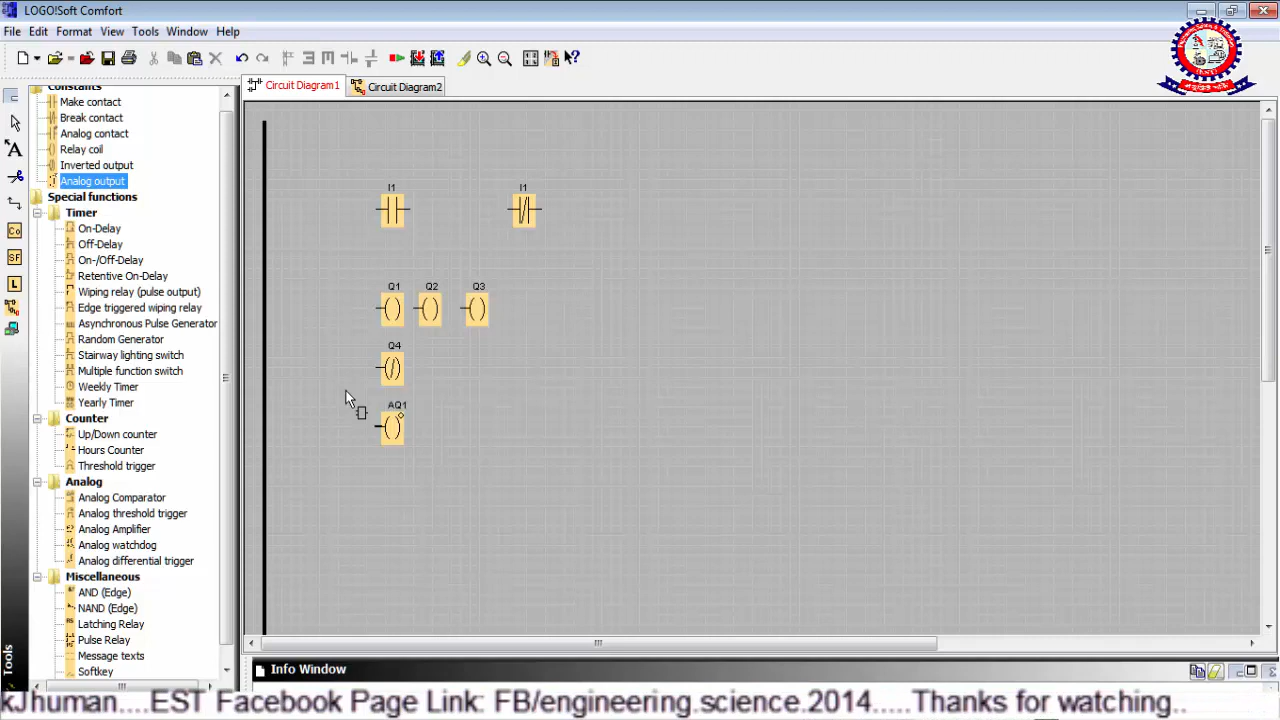 LOGO!Soft Comfort
File Edit Format View Tools Window Help
Circuit Diagram1 Circuit Diagram2
Constants
Make contact
Break contact
Analog contact
Relay coil
Inverted output
Analog output
Special functions
Timer
On-Delay
Off-Delay
On-/Off-Delay
Retentive On-Delay
Wiping relay (pulse output)
Edge triggered wiping relay
Asynchronous Pulse Generator
Random Generator
Stairway lighting switch
Multiple function switch
Weekly Timer
Yearly Timer
Counter
Up/Down counter
Hours Counter
Threshold trigger
Analog
Analog Comparator
Analog threshold trigger
Analog Amplifier
Analog watchdog
Analog differential trigger
Miscellaneous
AND (Edge)
NAND (Edge)
Latching Relay
Pulse Relay
Message texts
Softkey
Co
SF
L
Tools
I1 I1
Q1 Q2 Q3
Q4
AQ1
Info Window
kJhuman....EST Facebook Page Link: FB/engineering.science.2014.....Thanks for watching..